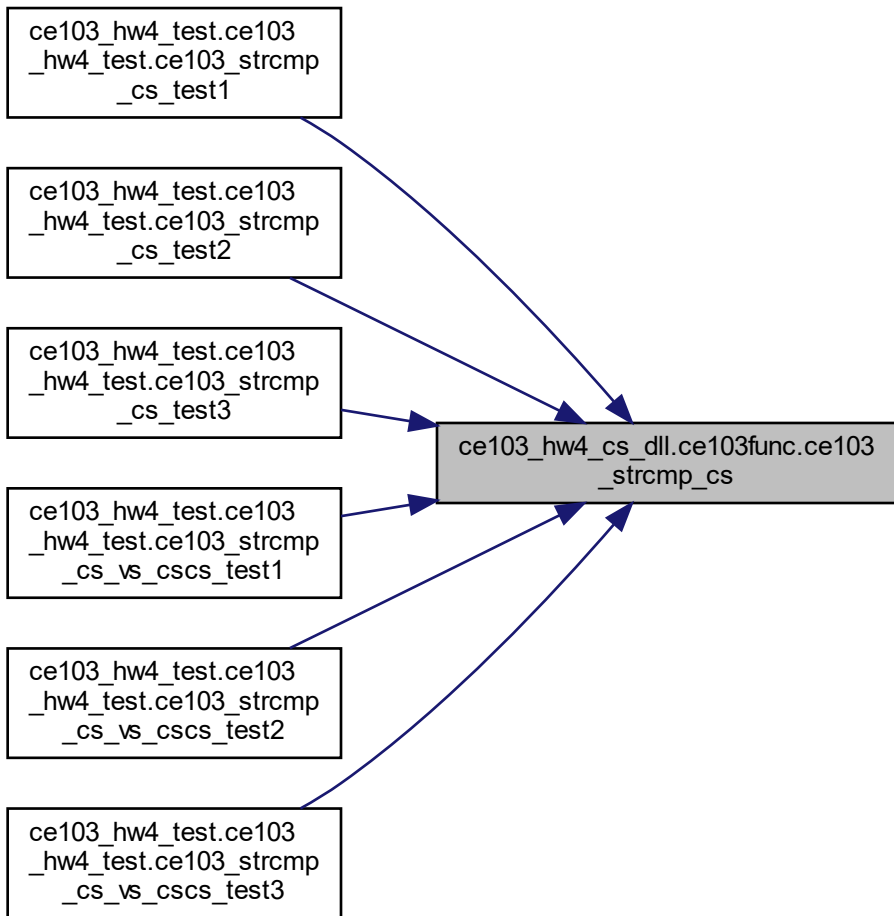 ce103_hw4_test.ce103
_hw4_test.ce103_strcmp
_cs_test1
ce103_hw4_test.ce103
_hw4_test.ce103_strcmp
_cs_test2
ce103_hw4_test.ce103
_hw4_test.ce103_strcmp
_cs_test3
ce103_hw4_cs_dll.ce103func.ce103
_strcmp_cs
ce103_hw4_test.ce103
_hw4_test.ce103_strcmp
_cs_vs_cscs_test1
ce103_hw4_test.ce103
_hw4_test.ce103_strcmp
_cs_vs_cscs_test2
ce103_hw4_test.ce103
_hw4_test.ce103_strcmp
_cs_vs_cscs_test3